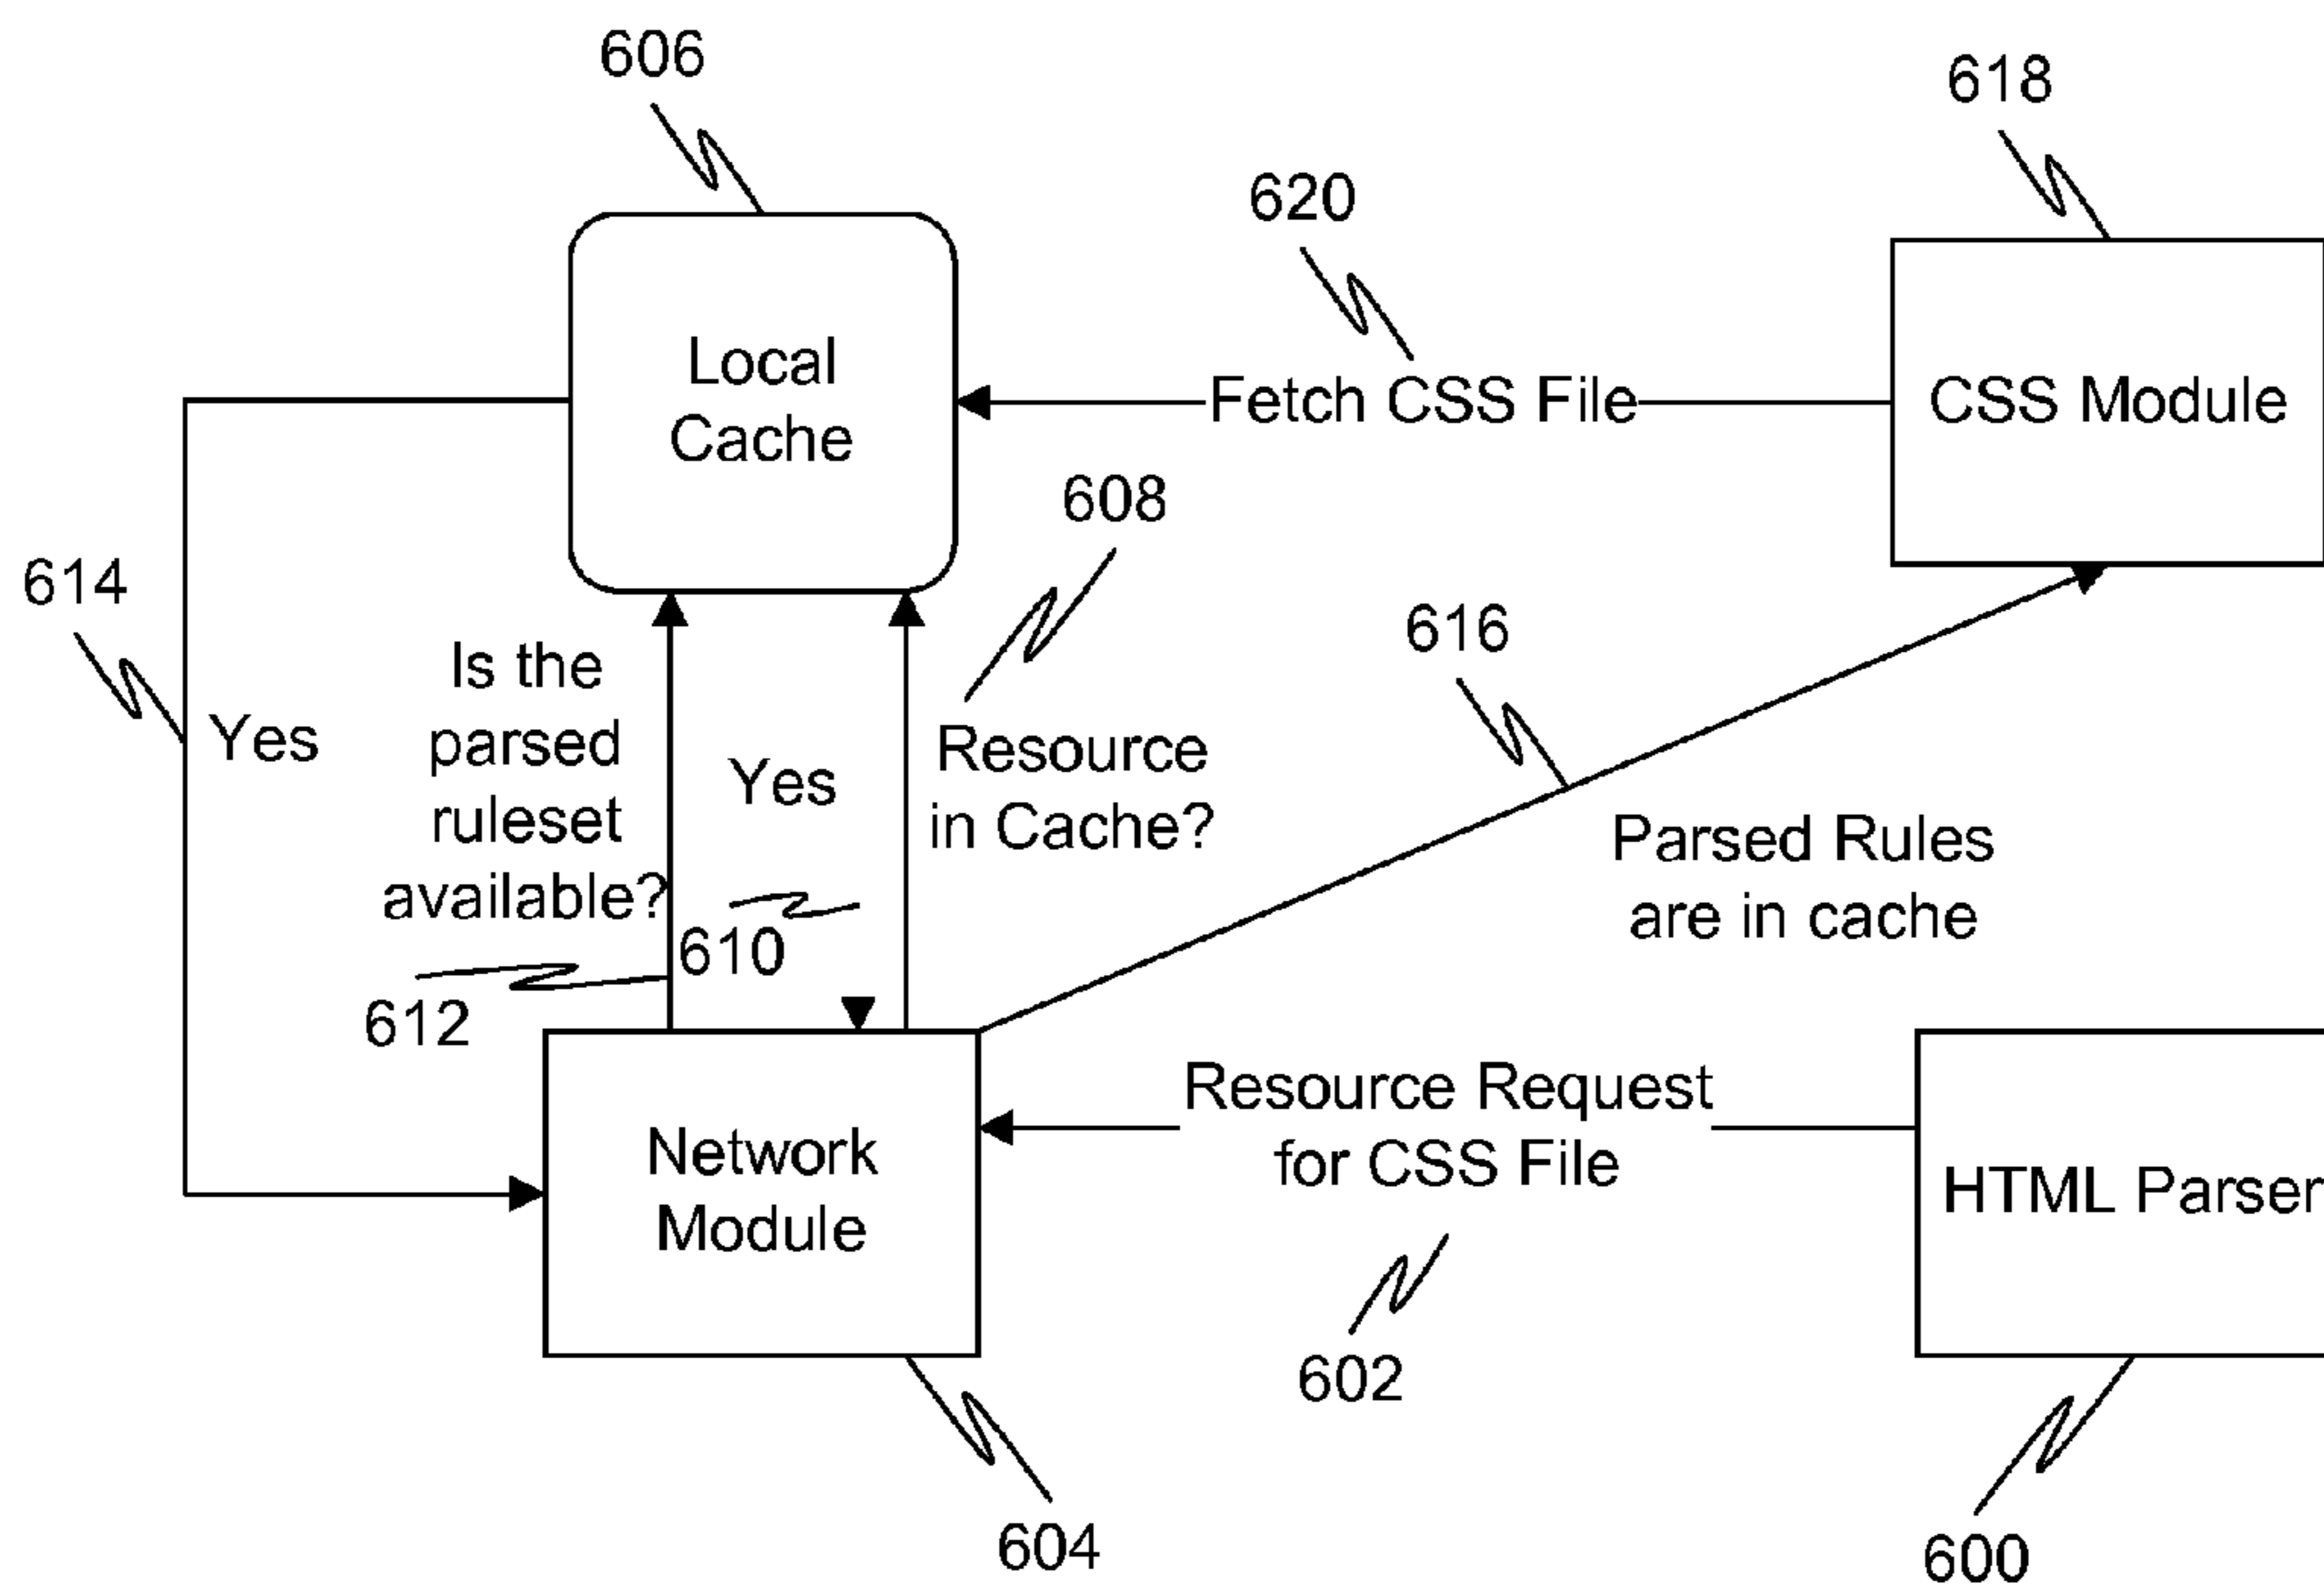 606
618
620
Local
Cache
Fetch CSS File
CSS Module
608
614
616
Is the
parsed
ruleset
available?
Yes
Yes
Resource
in Cache?
Parsed Rules
are in cache
610
612
Resource Request
for CSS File
Network
Module
HTML Parser
602
604
600